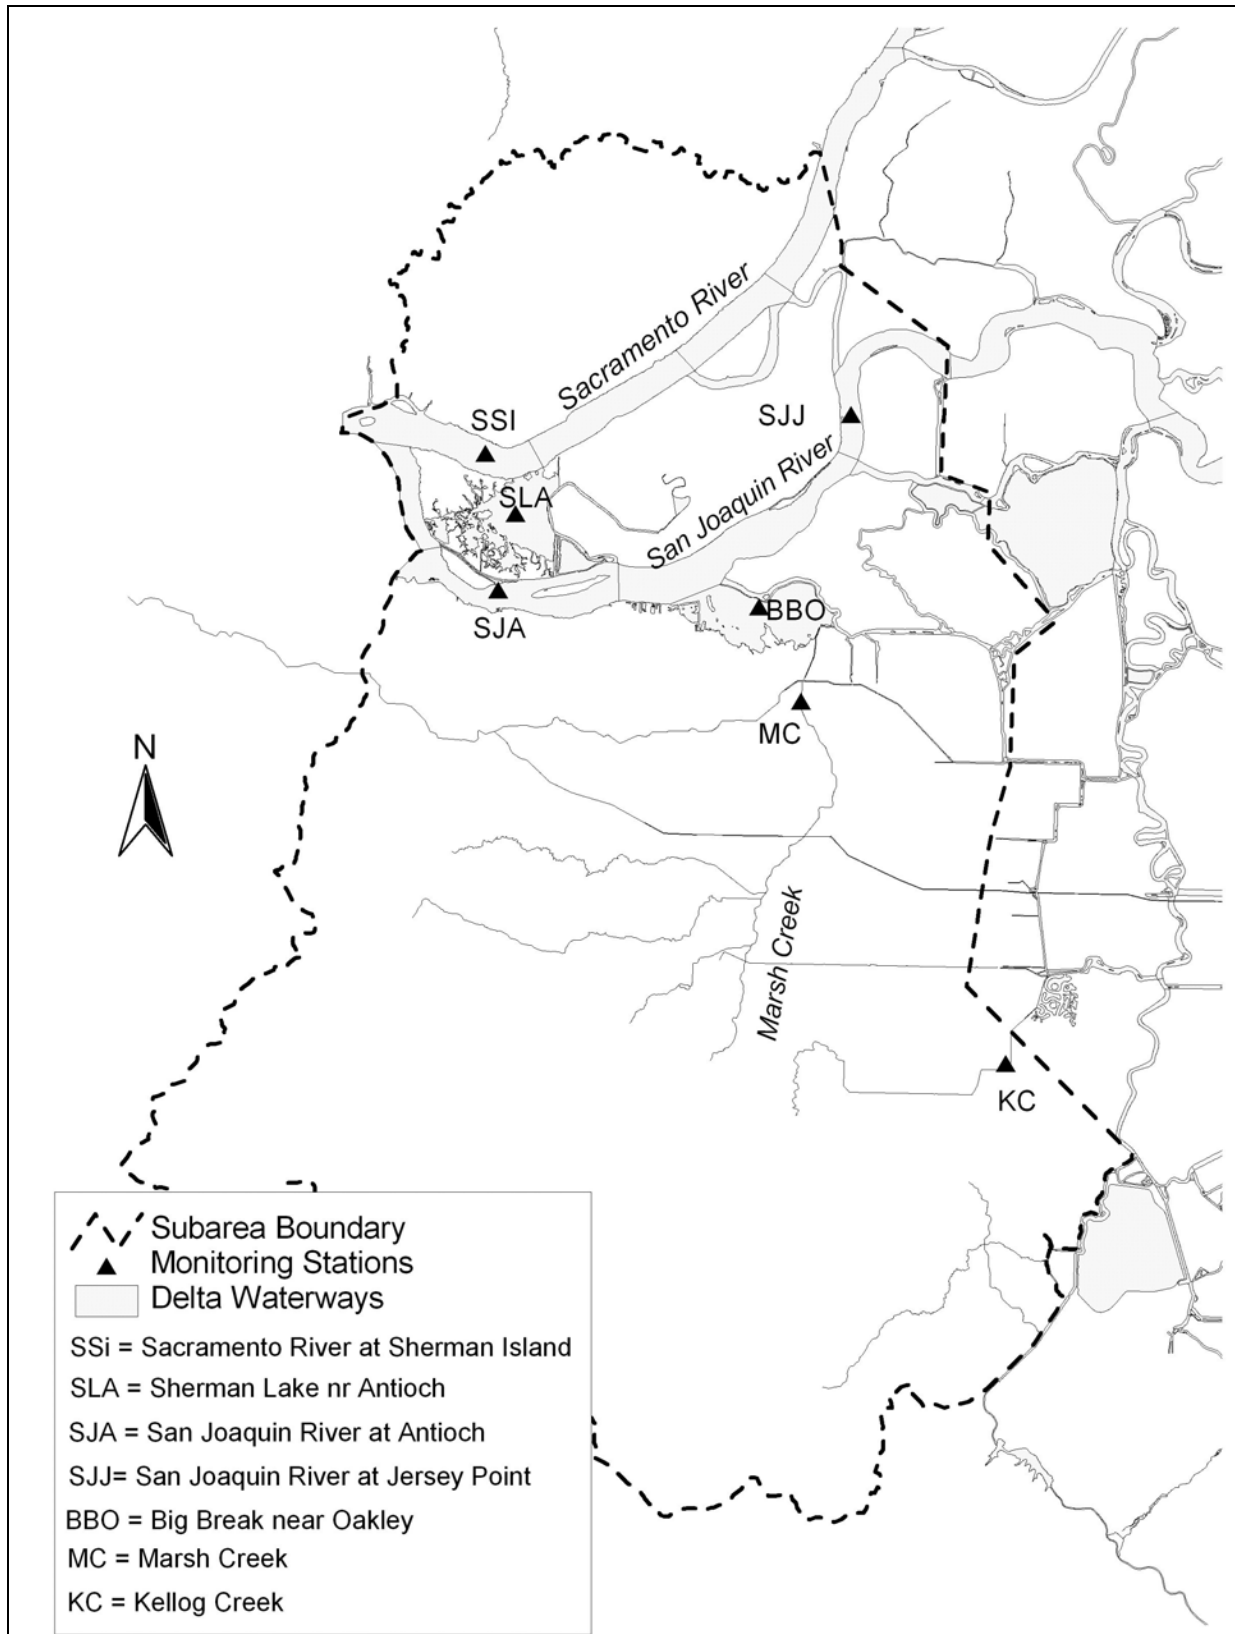 Sacramento River
SSI
SJJ
SLA
San Joaquin River
SJA
BBO
MC
N
Marsh Creek
KC
Subarea Boundary
Monitoring Stations
Delta Waterways
SSi = Sacramento River at Sherman Island
SLA = Sherman Lake nr Antioch
SJA = San Joaquin River at Antioch
SJJ= San Joaquin River at Jersey Point
BBO = Big Break near Oakley
MC = Marsh Creek
KC = Kellog Creek